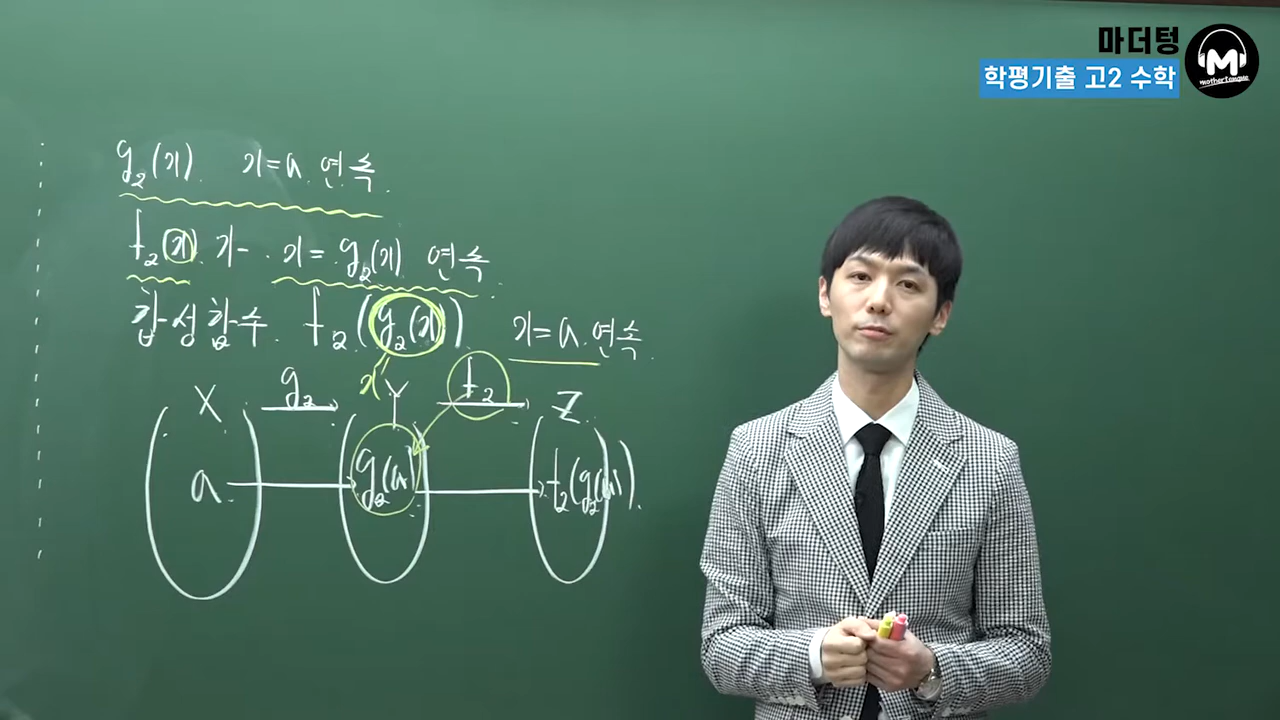 마더텅
학평기출 고2 수학
M
mothertongue
g₂(x) x=a 연속
f₂(x) 가 x=g₂(x) 연속
합성함수 f₂(g₂(x)) x=a 연속
x
X g₂ Y f₂ Z
a g₂(a) f₂(g₂(a))